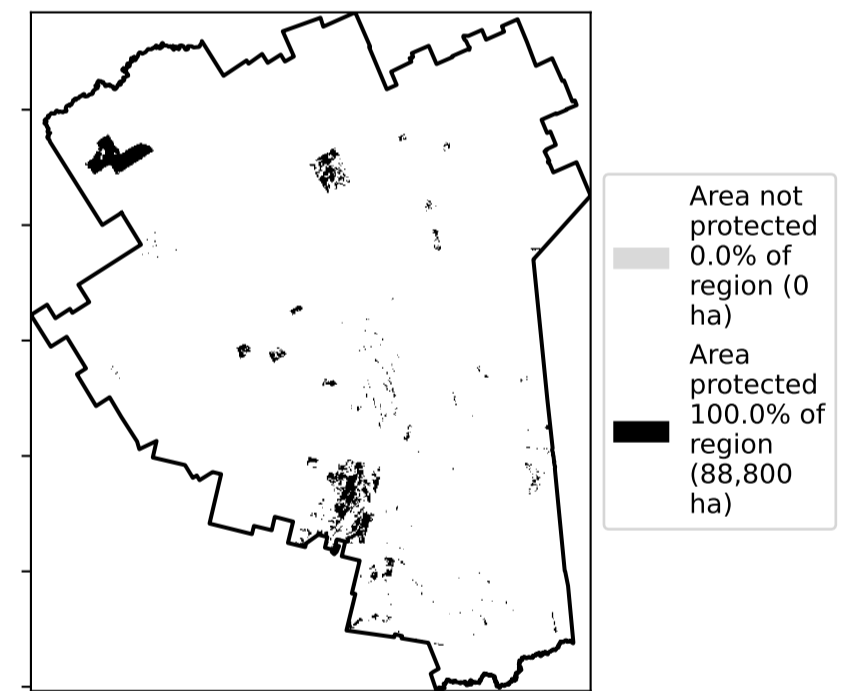 Area not
protected
0.0% of
region (0
ha)
Area
protected
100.0% of
region
(88,800
ha)